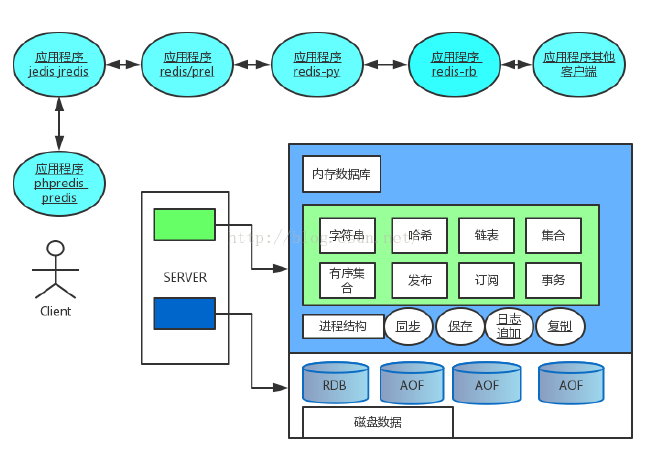 应用程序
jedis jredis
应用程序
redis/prel
应用程序
redis-py
应用程序
redis-rb
应用程序其他
客户端
应用程序
phpredis
predis
Client
SERVER
内存数据库
字符串
哈希
链表
集合
有序集
合
发布
订阅
事务
进程结构
同步
保存
日志
追加
复制
RDB
AOF
AOF
AOF
磁盘数据